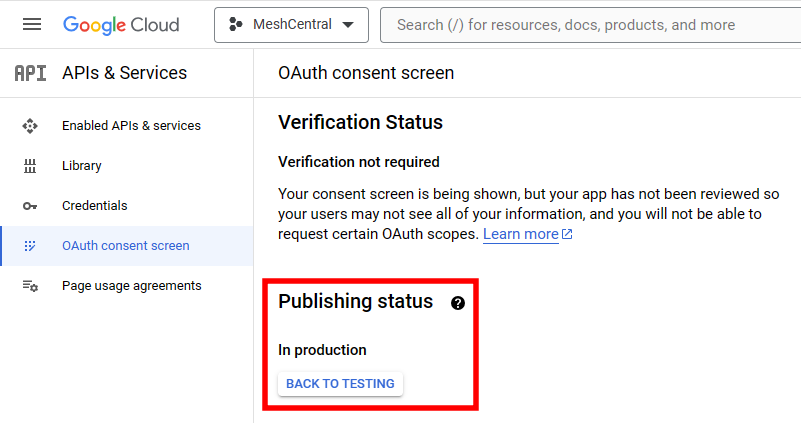 Google Cloud
MeshCentral
Search (/) for resources, docs, products, and more
API
APIs & Services
OAuth consent screen
Enabled APIs & services
Library
Credentials
OAuth consent screen
Page usage agreements
Verification Status
Verification not required
Your consent screen is being shown, but your app has not been reviewed so
your users may not see all of your information, and you will not be able to
request certain OAuth scopes. Learn more
Publishing status ?
In production
BACK TO TESTING